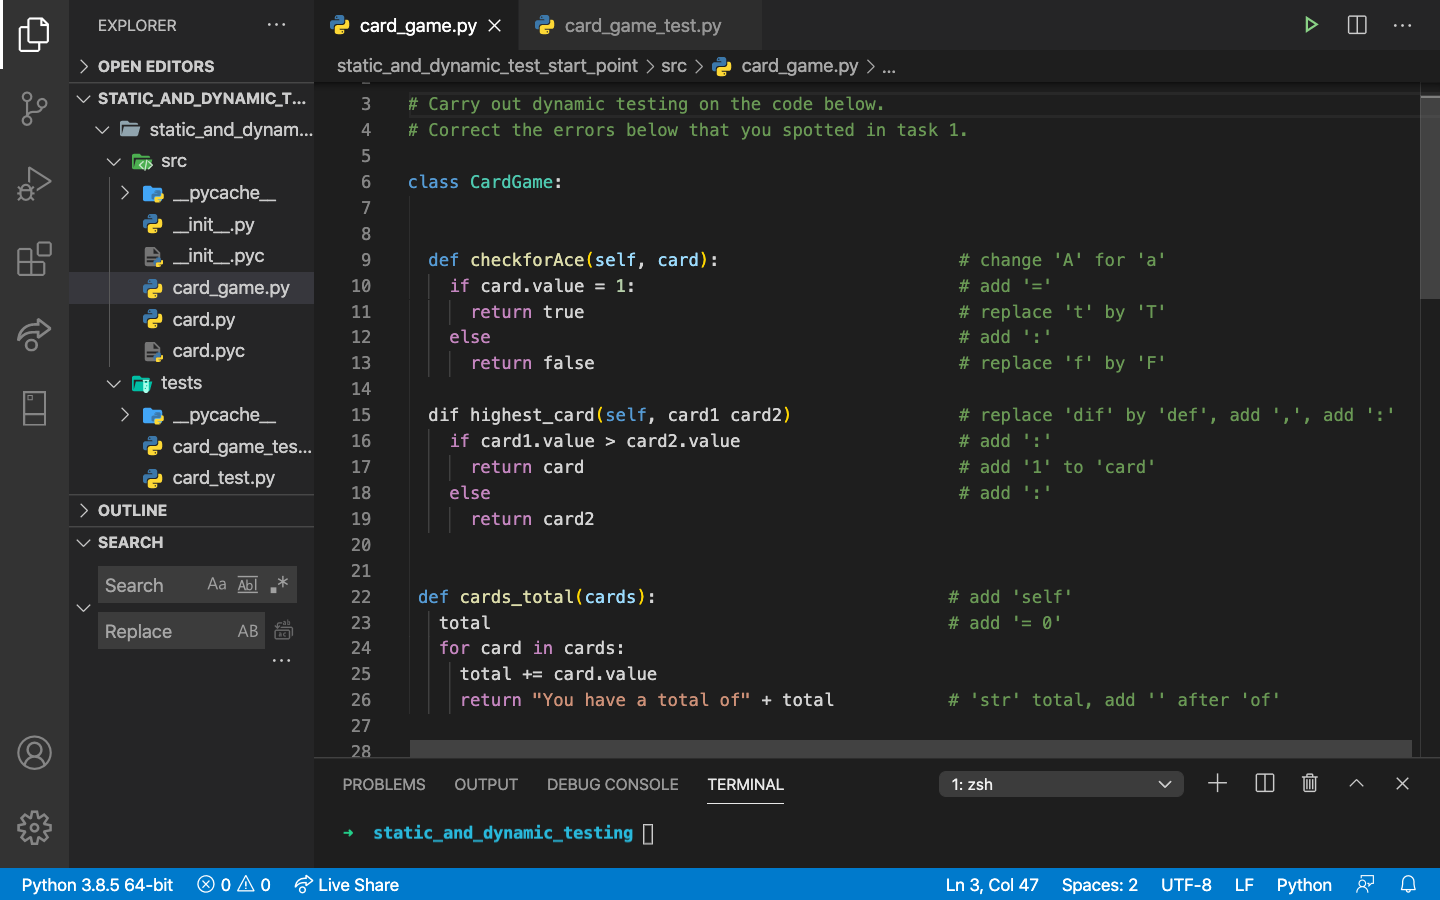 EXPLORER
card_game.py
card_game_test.py
OPEN EDITORS
static_and_dynamic_test_start_point > src > card_game.py > ...
STATIC_AND_DYNAMIC_T...
static_and_dynam...
src
__pycache__
__init__.py
__init__.pyc
card_game.py
card.py
card.pyc
tests
__pycache__
card_game_tes...
card_test.py
OUTLINE
SEARCH
Search Aa Abl .*
Replace AB
...
3 # Carry out dynamic testing on the code below.
4 # Correct the errors below that you spotted in task 1.
5
6 class CardGame:
7
8
9 def checkforAce(self, card): # change 'A' for 'a'
10 if card.value = 1: # add '='
11 return true # replace 't' by 'T'
12 else # add ':'
13 return false # replace 'f' by 'F'
14
15 dif highest_card(self, card1 card2) # replace 'dif' by 'def', add ',', add ':'
16 if card1.value > card2.value # add ':'
17 return card # add '1' to 'card'
18 else # add ':'
19 return card2
20
21
22 def cards_total(cards): # add 'self'
23 total # add '= 0'
24 for card in cards:
25 total += card.value
26 return "You have a total of" + total # 'str' total, add '' after 'of'
27
28
PROBLEMS OUTPUT DEBUG CONSOLE TERMINAL 1: zsh
➜ static_and_dynamic_testing
Python 3.8.5 64-bit 0 0 Live Share Ln 3, Col 47 Spaces: 2 UTF-8 LF Python